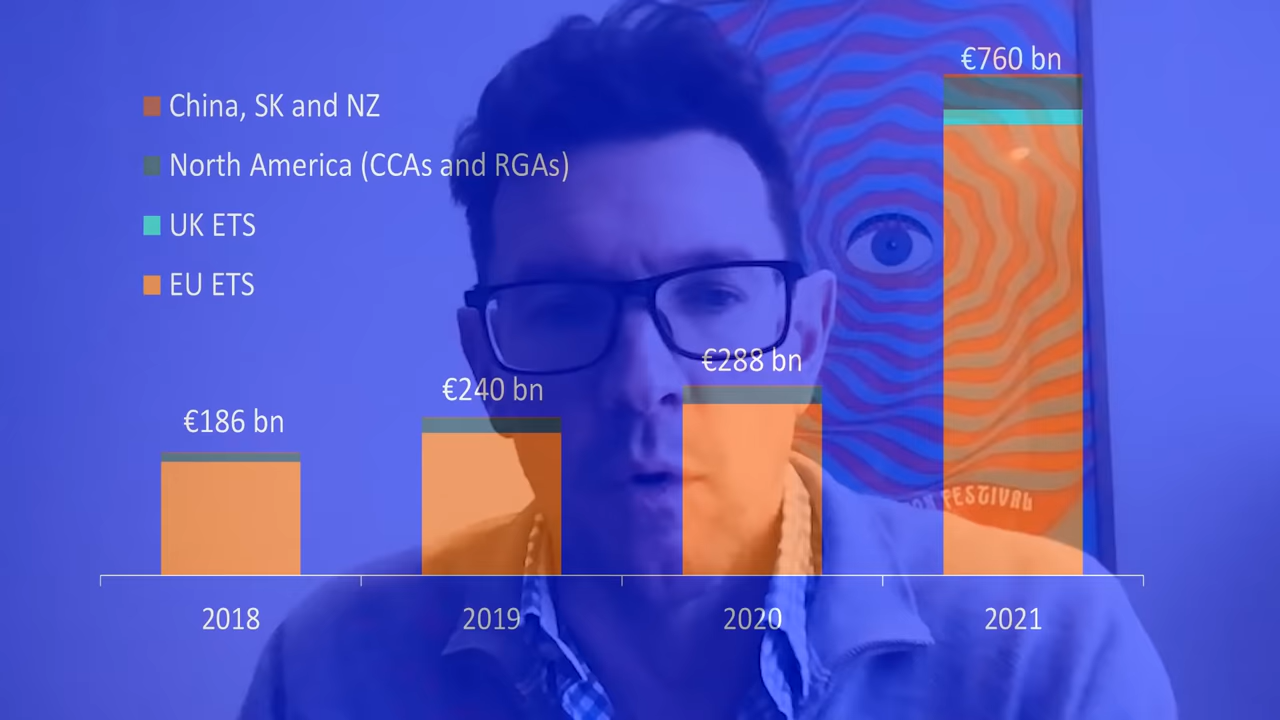 €760 bn
China, SK and NZ
North America (CCAs and RGAs)
UK ETS
EU ETS
€288 bn
€240 bn
€186 bn
FESTIVAL
2018
2019
2020
2021